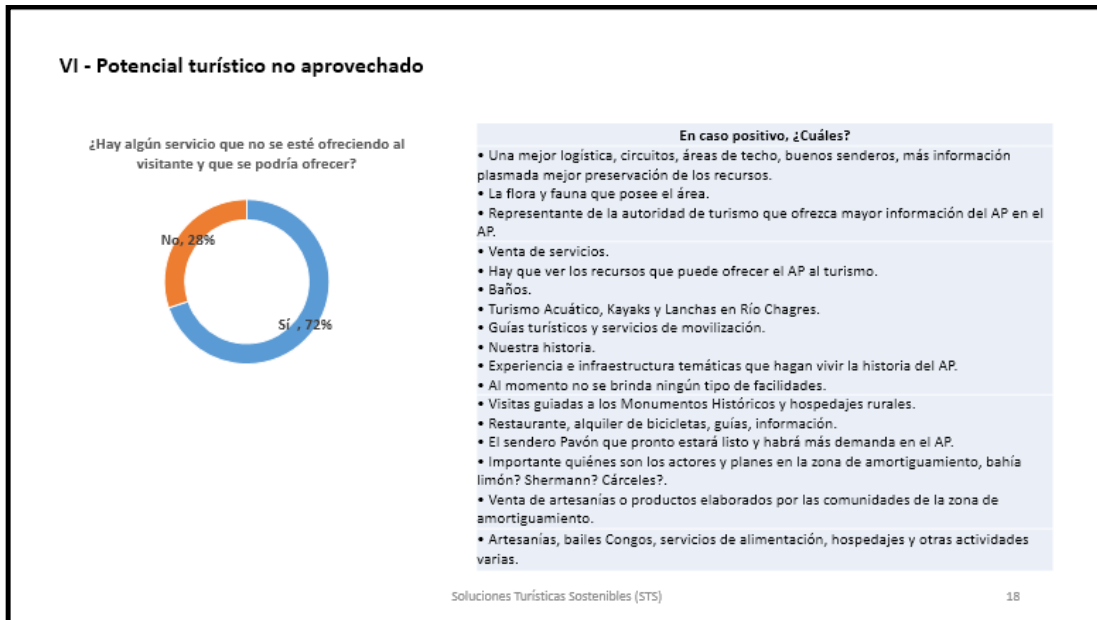 VI - Potencial turístico no aprovechado
¿Hay algún servicio que no se esté ofreciendo al
visitante y que se podría ofrecer?
No, 28%
Sí , 72%
En caso positivo, ¿Cuáles?
• Una mejor logística, circuitos, áreas de techo, buenos senderos, más información
plasmada mejor preservación de los recursos.
• La flora y fauna que posee el área.
• Representante de la autoridad de turismo que ofrezca mayor información del AP en el
AP.
• Venta de servicios.
• Hay que ver los recursos que puede ofrecer el AP al turismo.
• Baños.
• Turismo Acuático, Kayaks y Lanchas en Río Chagres.
• Guías turísticos y servicios de movilización.
• Nuestra historia.
• Experiencia e infraestructura temáticas que hagan vivir la historia del AP.
• Al momento no se brinda ningún tipo de facilidades.
• Visitas guiadas a los Monumentos Históricos y hospedajes rurales.
• Restaurante, alquiler de bicicletas, guías, información.
• El sendero Pavón que pronto estará listo y habrá más demanda en el AP.
• Importante quiénes son los actores y planes en la zona de amortiguamiento, bahía
limón? Shermann? Cárceles?.
• Venta de artesanías o productos elaborados por las comunidades de la zona de
amortiguamiento.
• Artesanías, bailes Congos, servicios de alimentación, hospedajes y otras actividades
varias.
Soluciones Turísticas Sostenibles (STS)
18